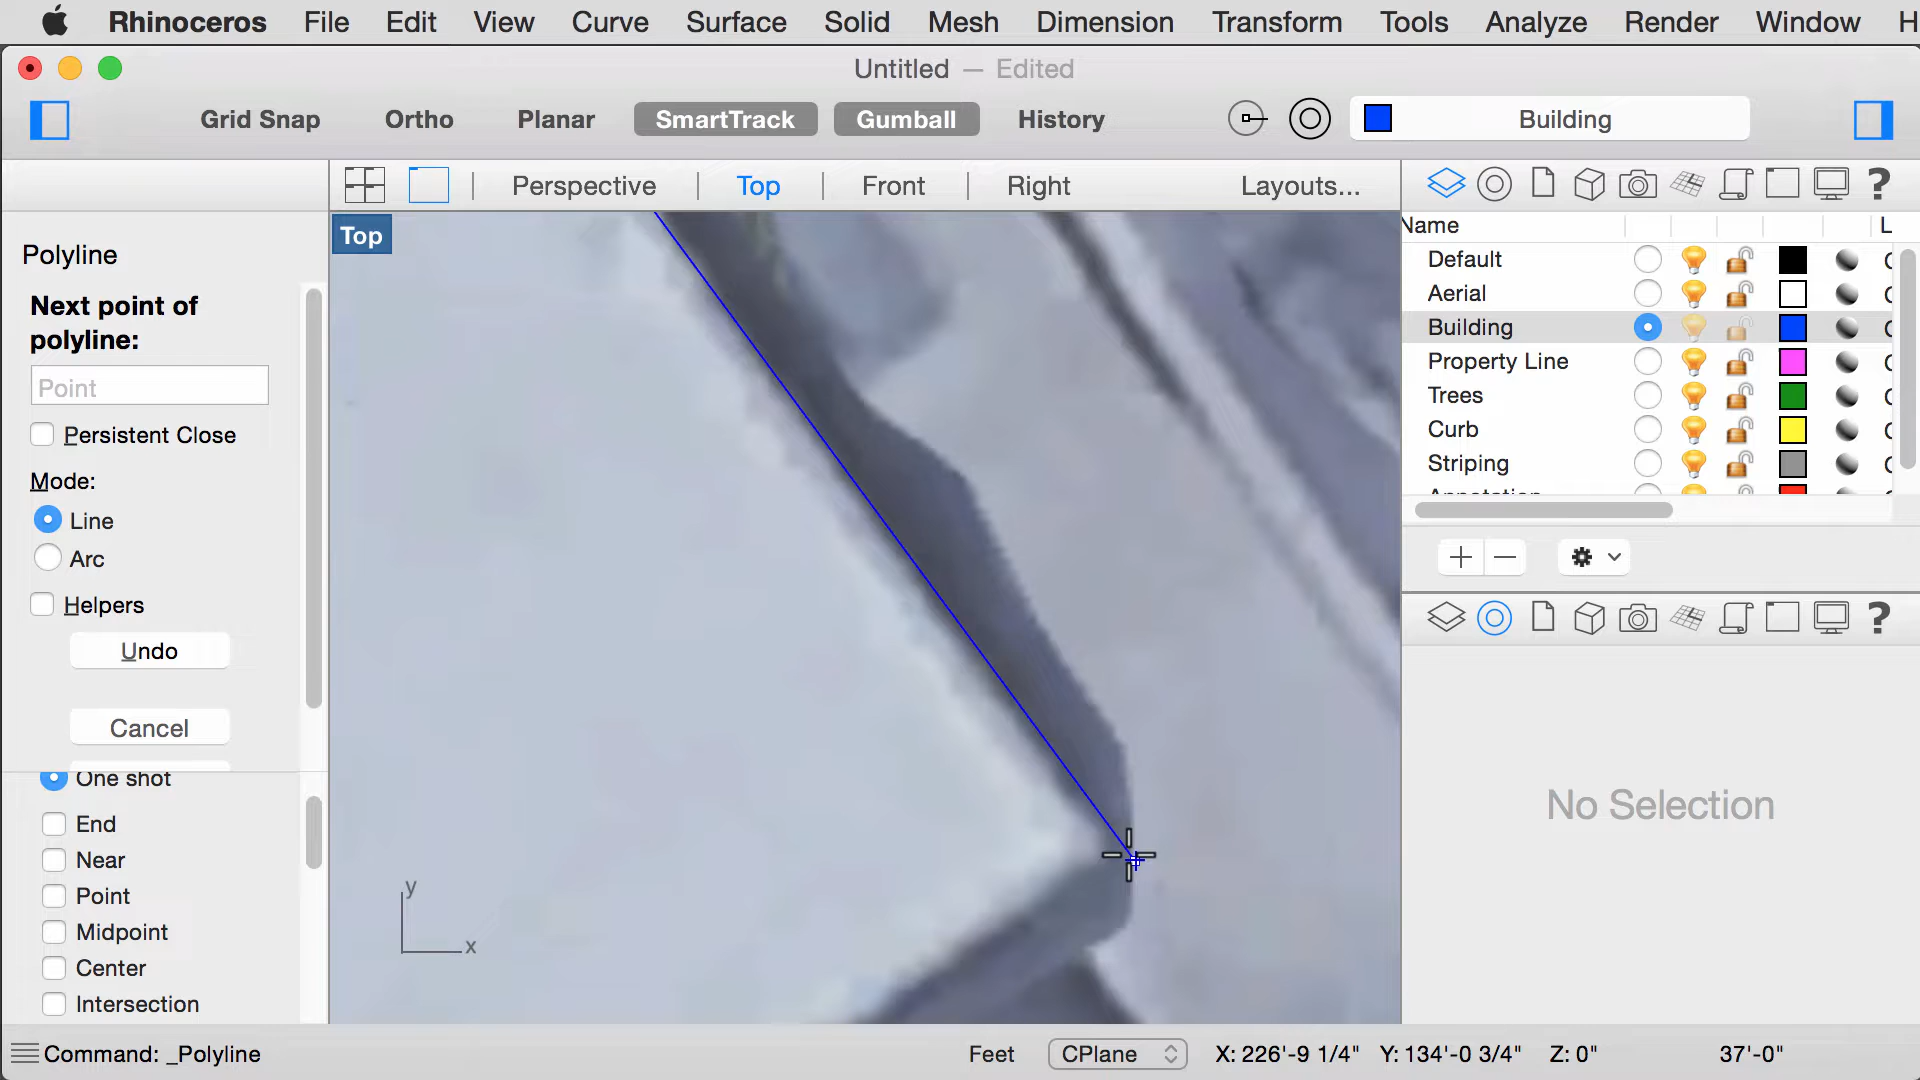 Rhinoceros File Edit View Curve Surface Solid Mesh Dimension Transform Tools Analyze Render Window H
Untitled — Edited
Grid Snap Ortho Planar SmartTrack Gumball History Building
Perspective Top Front Right Layouts...
Top
Polyline
Next point of
polyline:
Point
Persistent Close
Mode:
Line
Arc
Helpers
Undo
Cancel
One shot
End
Near
Point
Midpoint
Center
Intersection
y
x
Name L
Default
Aerial
Building
Property Line
Trees
Curb
Striping
Annotation
No Selection
Command: _Polyline Feet CPlane X: 226'-9 1/4" Y: 134'-0 3/4" Z: 0" 37'-0"